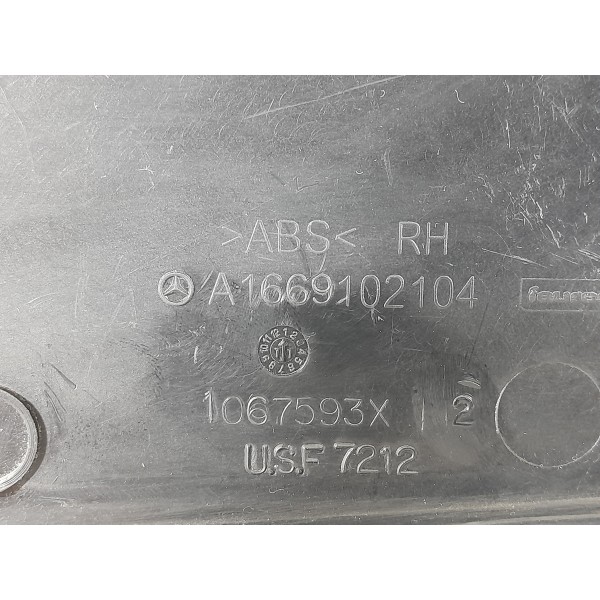 >ABS< RH
A1669102104
1067593X 2
U.S.F 7212